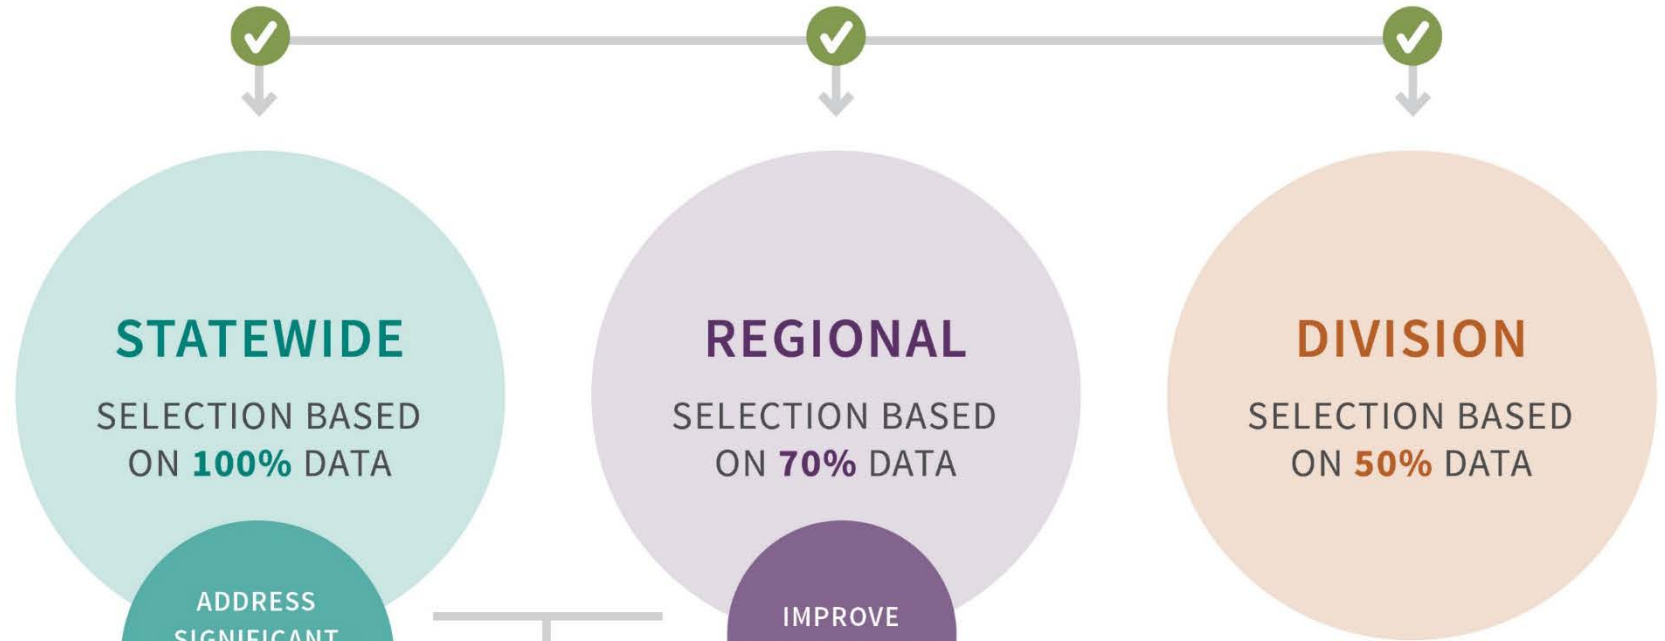 STATEWIDE
SELECTION BASED
ON 100% DATA
ADDRESS
SIGNIFICANT
REGIONAL
SELECTION BASED
ON 70% DATA
IMPROVE
DIVISION
SELECTION BASED
ON 50% DATA